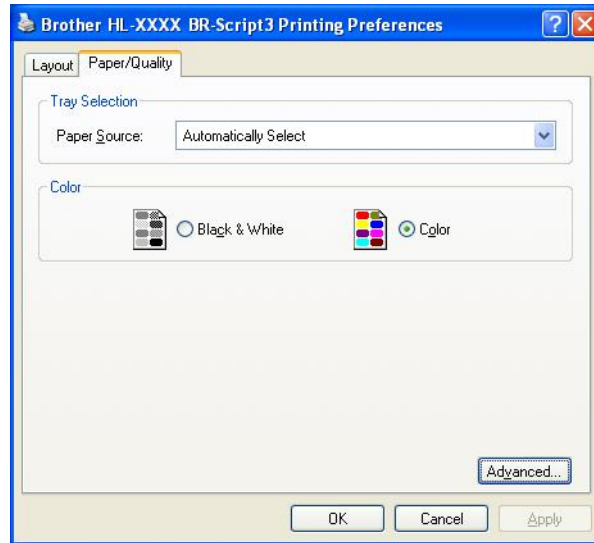 Brother HL-XXXX BR-Script3 Printing Preferences
Layout Paper/Quality
Tray Selection
Paper Source: Automatically Select
Color
Black & White Color
Advanced...
OK Cancel Apply